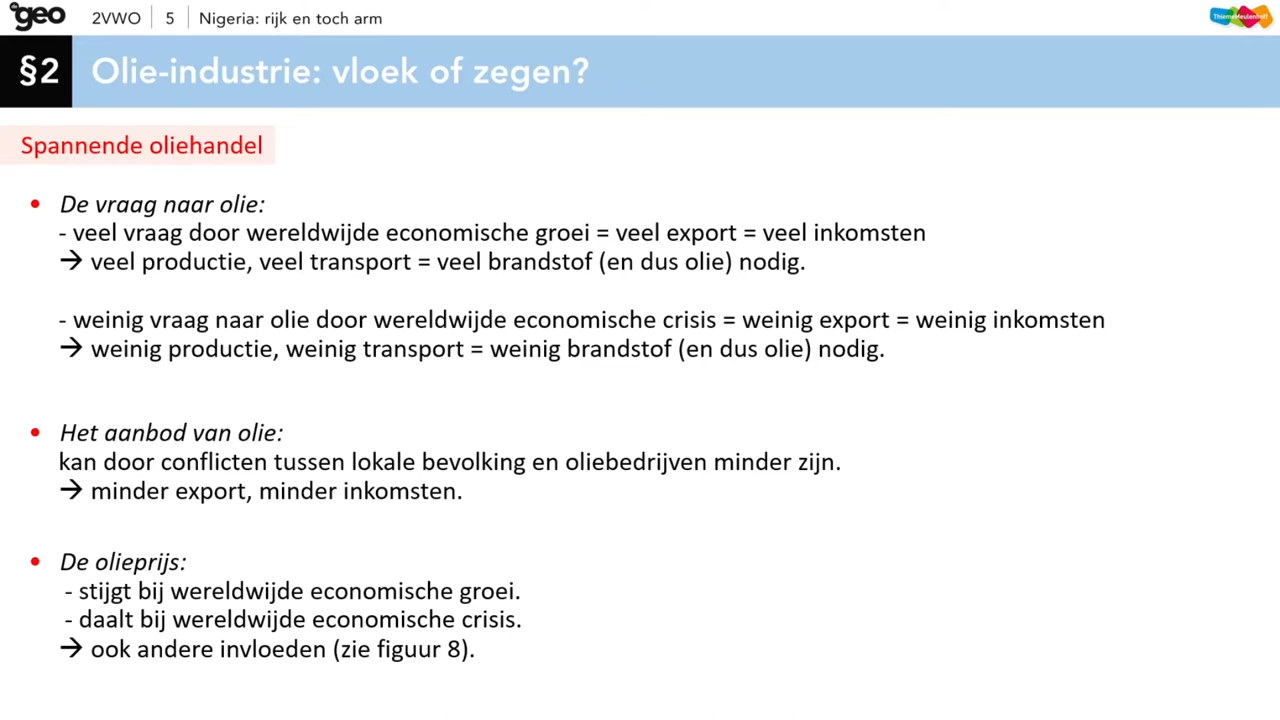 geo 2VWO 5 Nigeria: rijk en toch arm
ThiemeMeulenhoff
§2 Olie-industrie: vloek of zegen?
Spannende oliehandel
• De vraag naar olie:
- veel vraag door wereldwijde economische groei = veel export = veel inkomsten
→ veel productie, veel transport = veel brandstof (en dus olie) nodig.
- weinig vraag naar olie door wereldwijde economische crisis = weinig export = weinig inkomsten
→ weinig productie, weinig transport = weinig brandstof (en dus olie) nodig.
• Het aanbod van olie:
kan door conflicten tussen lokale bevolking en oliebedrijven minder zijn.
→ minder export, minder inkomsten.
• De olieprijs:
- stijgt bij wereldwijde economische groei.
- daalt bij wereldwijde economische crisis.
→ ook andere invloeden (zie figuur 8).